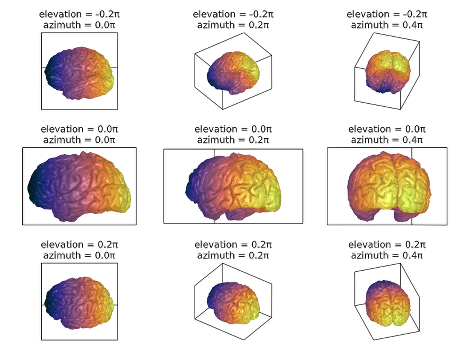 elevation = -0.2π
azimuth = 0.0π
elevation = -0.2π
azimuth = 0.2π
elevation = -0.2π
azimuth = 0.4π
elevation = 0.0π
azimuth = 0.0π
elevation = 0.0π
azimuth = 0.2π
elevation = 0.0π
azimuth = 0.4π
elevation = 0.2π
azimuth = 0.0π
elevation = 0.2π
azimuth = 0.2π
elevation = 0.2π
azimuth = 0.4π